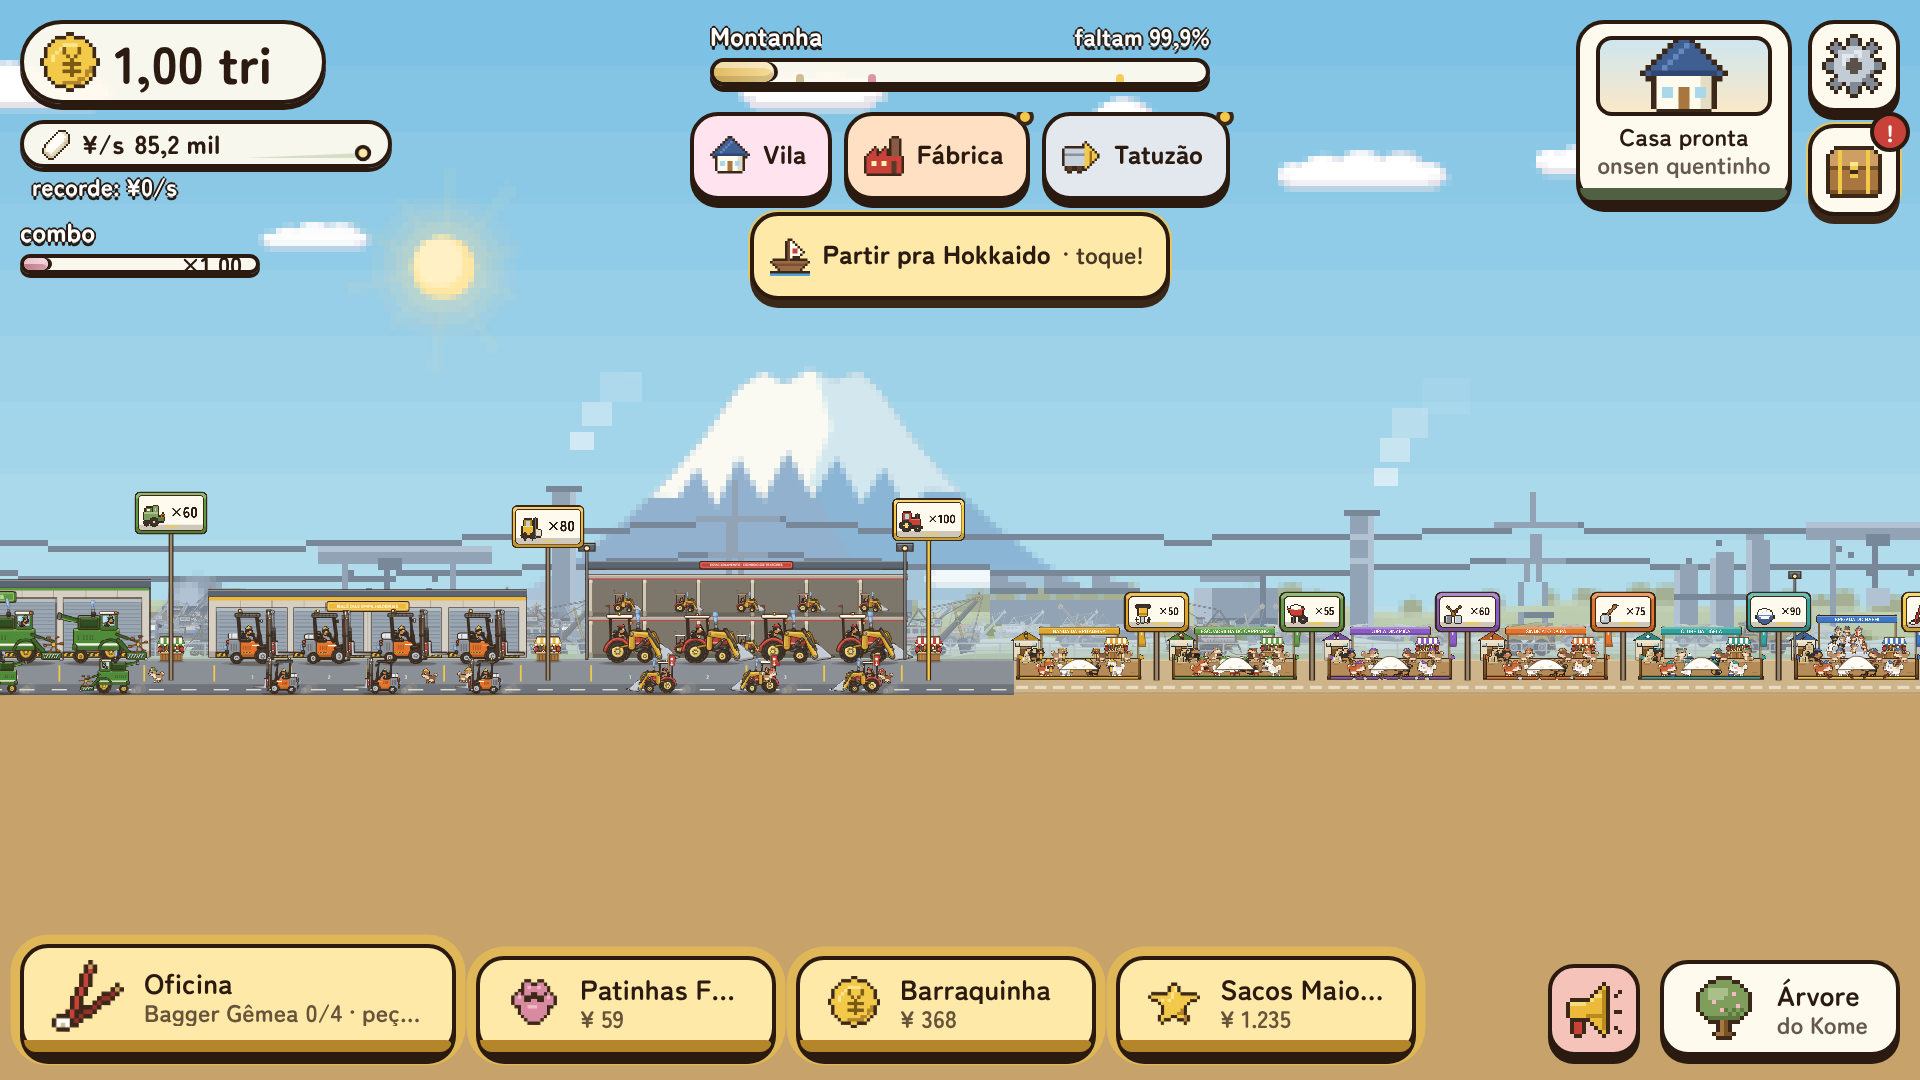 1,00 tri
¥/s 85,2 mil
recorde: ¥0/s
combo
×1,00
Montanha
faltam 99,9%
Vila
Fábrica
Tatuzão
Partir pra Hokkaido · toque!
Casa pronta
onsen quentinho
!
×60
×80
×100
×50
×55
×60
×75
×90
Oficina
Bagger Gêmea 0/4 · peç...
Patinhas F...
¥ 59
Barraquinha
¥ 368
Sacos Maio...
¥ 1.235
Árvore
do Kome